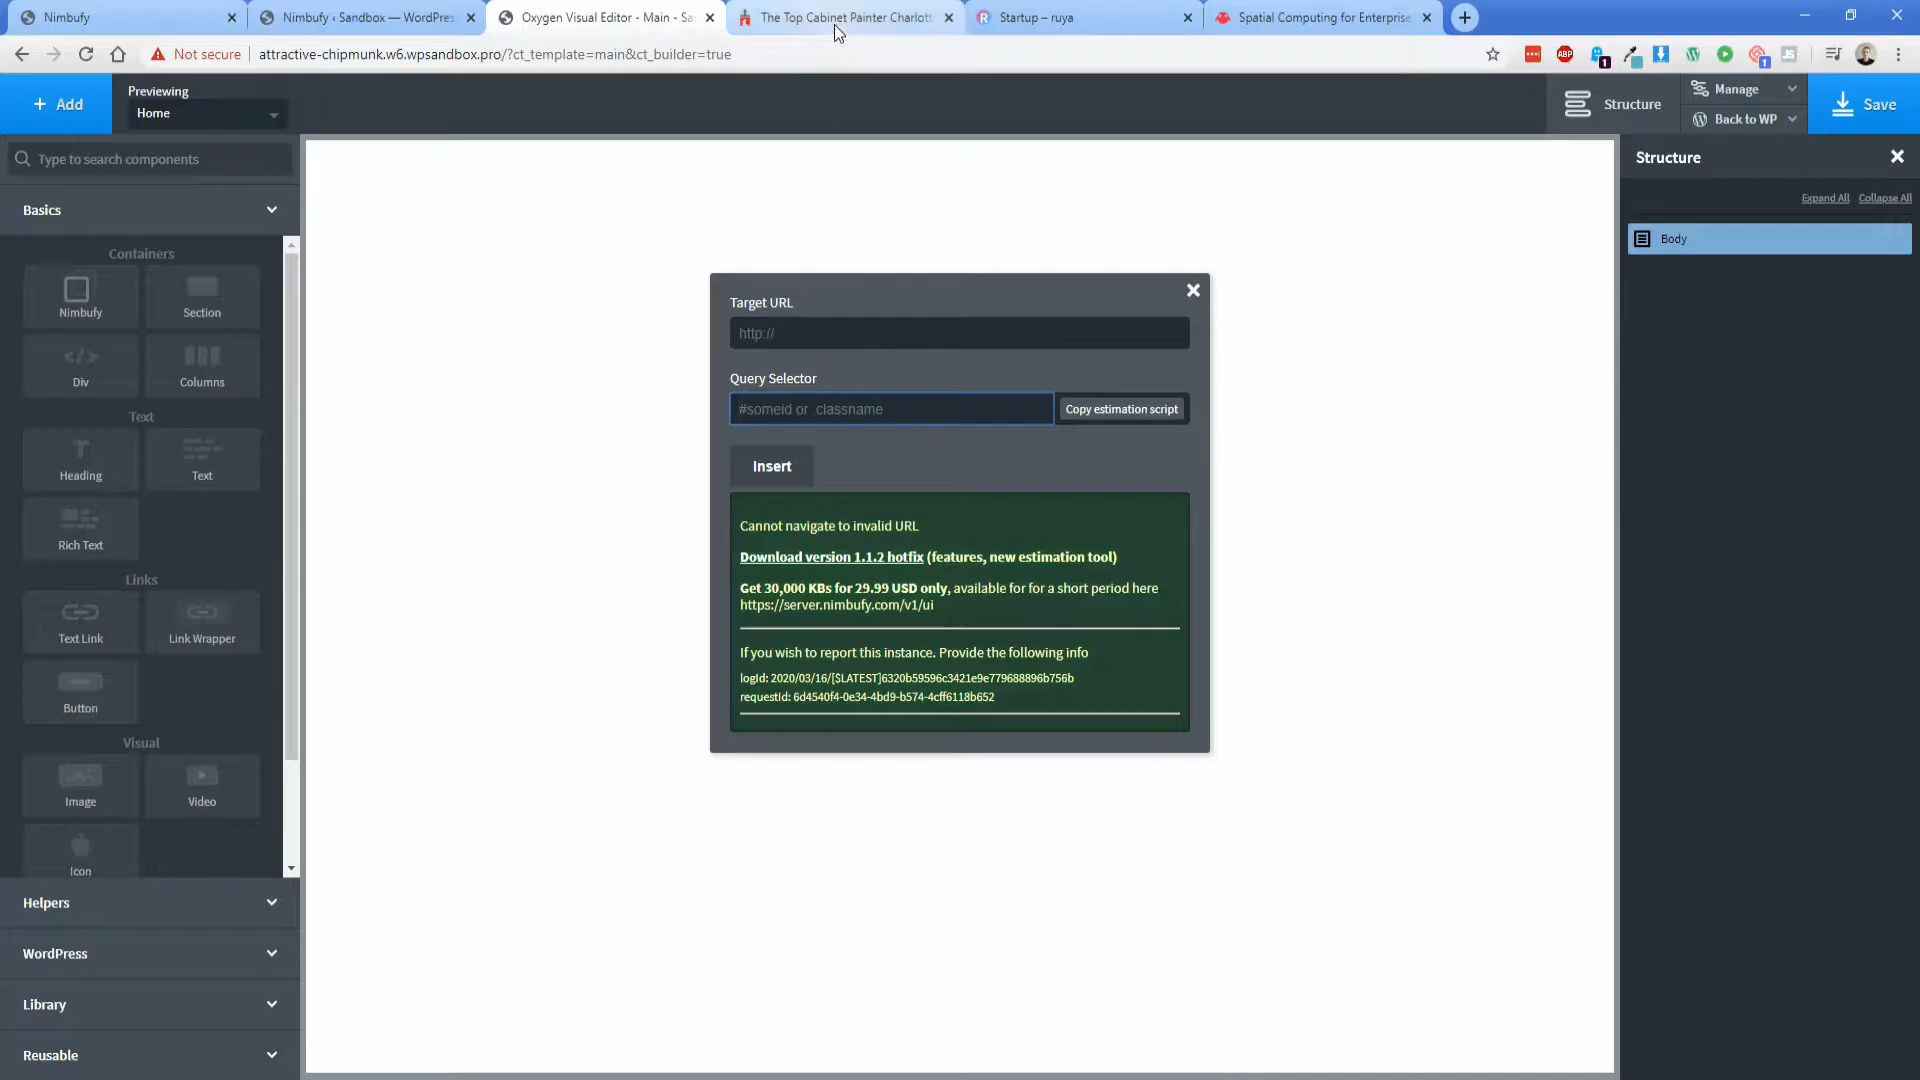 Nimbufy
Nimbufy ‹ Sandbox — WordPres
Oxygen Visual Editor - Main - Sa
The Top Cabinet Painter Charlott
Startup – ruya
Spatial Computing for Enterprise
Not secure
attractive-chipmunk.w6.wpsandbox.pro/?ct_template=main&ct_builder=true
ABP
1
1
JS
+ Add
Previewing
Home
Structure
Manage
Back to WP
Save
Type to search components
Basics
Containers
Nimbufy
Section
Div
Columns
Text
Heading
Text
Rich Text
Links
Text Link
Link Wrapper
Button
Visual
Image
Video
Icon
Helpers
WordPress
Library
Reusable
Target URL
http://
Query Selector
#someid or .classname
Copy estimation script
Insert
Cannot navigate to invalid URL
Download version 1.1.2 hotfix (features, new estimation tool)
Get 30,000 KBs for 29.99 USD only, available for for a short period here
https://server.nimbufy.com/v1/ui
If you wish to report this instance. Provide the following info
logId: 2020/03/16/[$LATEST]6320b59596c3421e9e779688896b756b
requestId: 6d4540f4-0e34-4bd9-b574-4cff6118b652
Structure
Expand All
Collapse All
Body